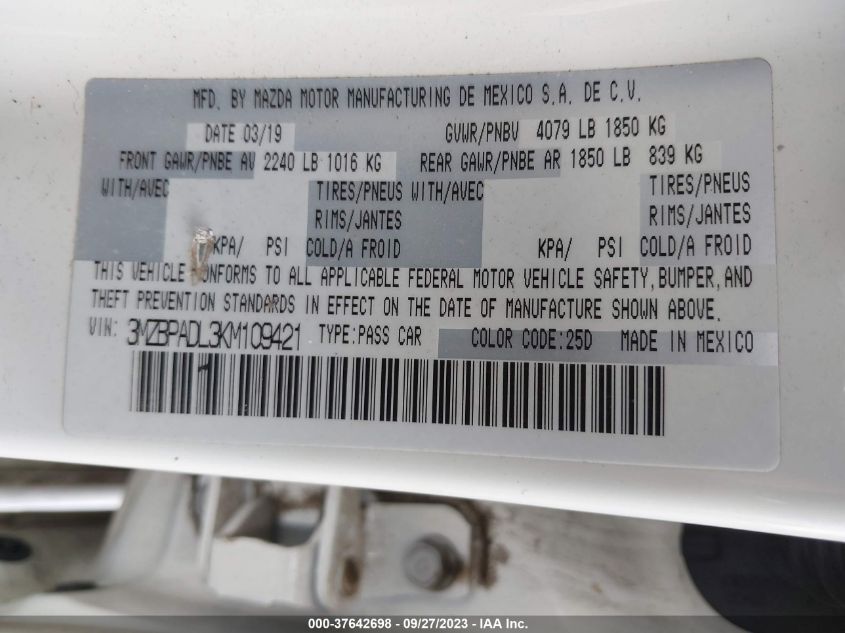 MFD. BY MAZDA MOTOR MANUFACTURING DE MEXICO S.A. DE C.V.
DATE 03/19 GVWR/PNBV 4079 LB 1850 KG
FRONT GAWR/PNBE AV 2240 LB 1016 KG REAR GAWR/PNBE AR 1850 LB 839 KG
WITH/AVEC TIRES/PNEUS WITH/AVEC TIRES/PNEUS
RIMS/JANTES RIMS/JANTES
KPA/ PSI COLD/A FROID KPA/ PSI COLD/A FROID
THIS VEHICLE CONFORMS TO ALL APPLICABLE FEDERAL MOTOR VEHICLE SAFETY, BUMPER, AND
THEFT PREVENTION STANDARDS IN EFFECT ON THE DATE OF MANUFACTURE SHOWN ABOVE.
VIN: 3MZBPADL3KM109421 TYPE:PASS CAR COLOR CODE:25D MADE IN MEXICO
000-37642698 - 09/27/2023 - IAA Inc.